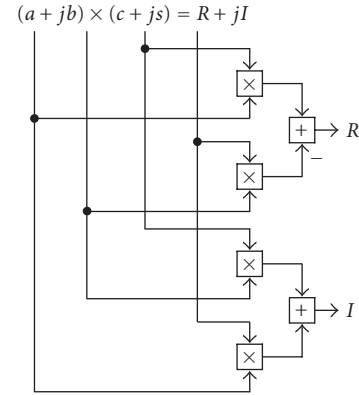 (a + jb) × (c + js) = R + jI
×
+ R
−
×
×
+ I
×